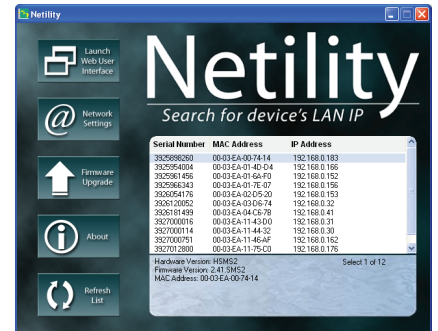 Netility
Launch
Web User
Interface
Network
Settings
Firmware
Upgrade
About
Refresh
List
Netility
Search for device's LAN IP
Serial Number MAC Address IP Address
3925898260 00-03-EA-00-74-14 192.168.0.183
3925954004 00-03-EA-01-4D-D4 192.168.0.166
3925961456 00-03-EA-01-6A-F0 192.168.0.152
3925966343 00-03-EA-01-7E-07 192.168.0.156
3926054176 00-03-EA-02-D5-20 192.168.0.153
3926120052 00-03-EA-03-D6-74 192.168.0.32
3926181499 00-03-EA-04-C6-7B 192.168.0.41
3927000016 00-03-EA-11-43-D0 192.168.0.31
3927000114 00-03-EA-11-44-32 192.168.0.30
3927000751 00-03-EA-11-46-AF 192.168.0.162
3927012800 00-03-EA-11-75-C0 192.168.0.176
Hardware Version: HSMS2 Select 1 of 12
Firmware Version: 2.41.SMS2
MAC Address: 00-03-EA-00-74-14